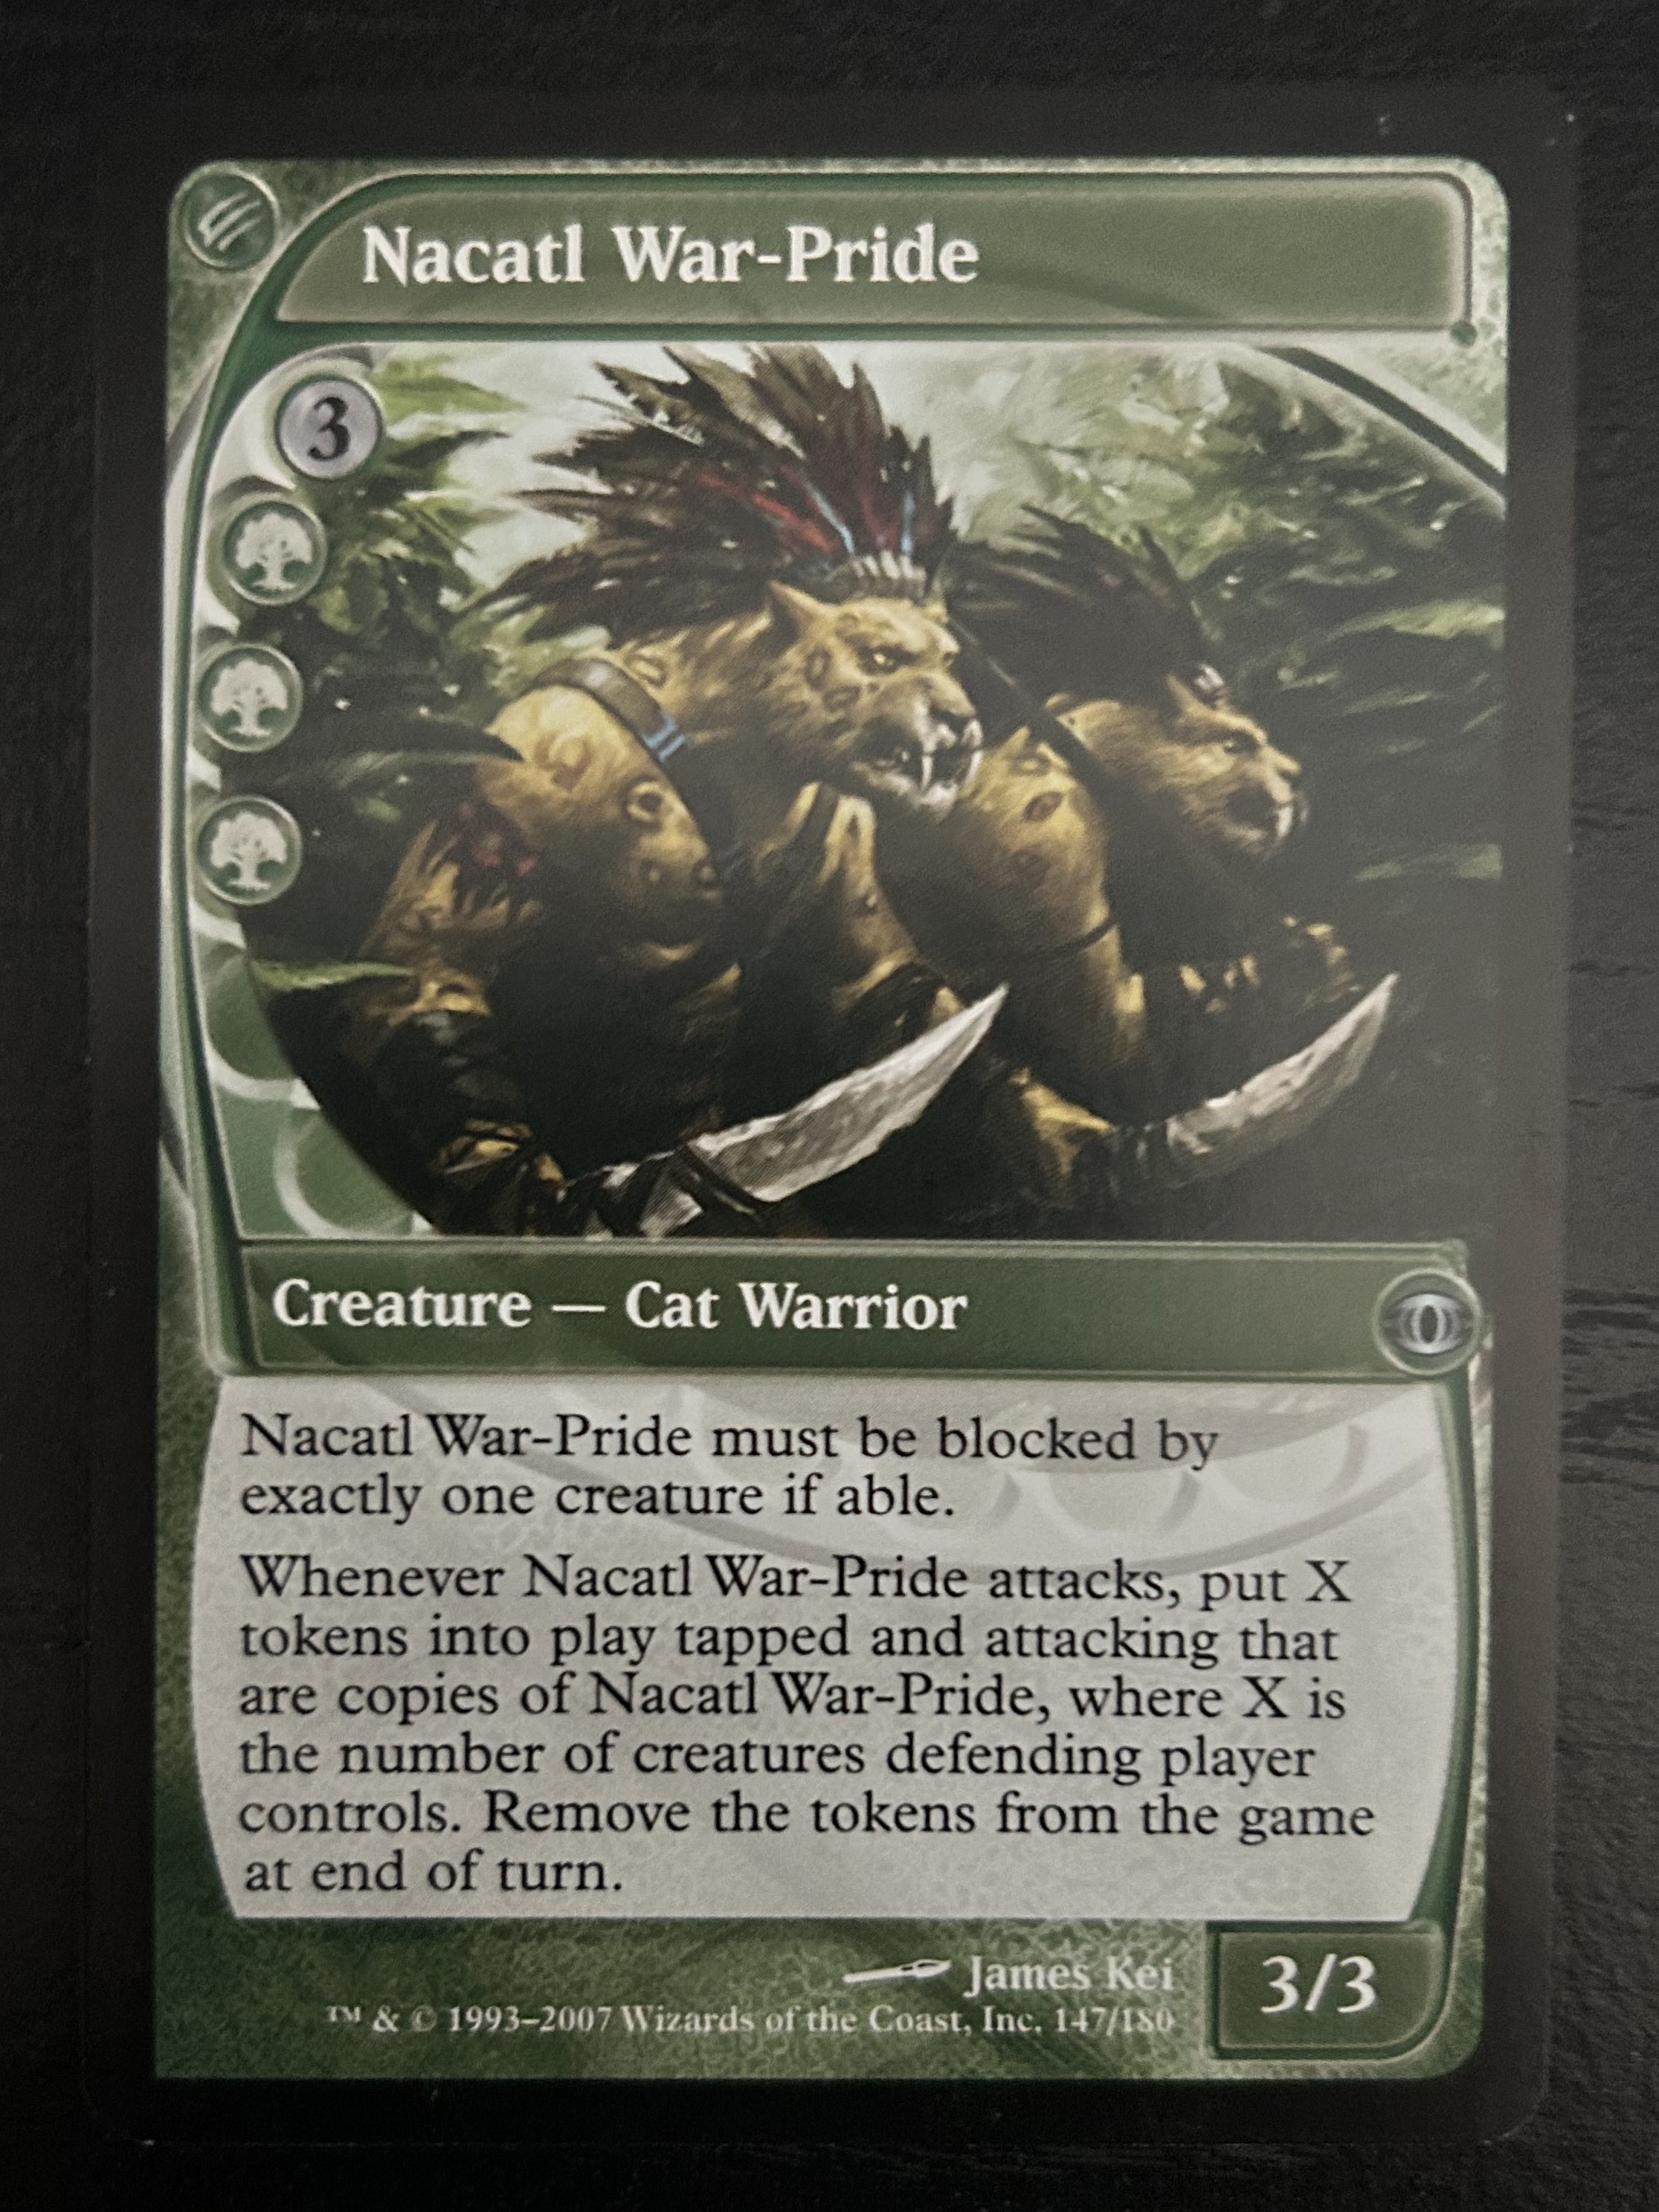 Nacatl War-Pride
3
Creature — Cat Warrior
Nacatl War-Pride must be blocked by
exactly one creature if able.
Whenever Nacatl War-Pride attacks, put X
tokens into play tapped and attacking that
are copies of Nacatl War-Pride, where X is
the number of creatures defending player
controls. Remove the tokens from the game
at end of turn.
James Kei
3/3
™ & © 1993–2007 Wizards of the Coast, Inc. 147/180